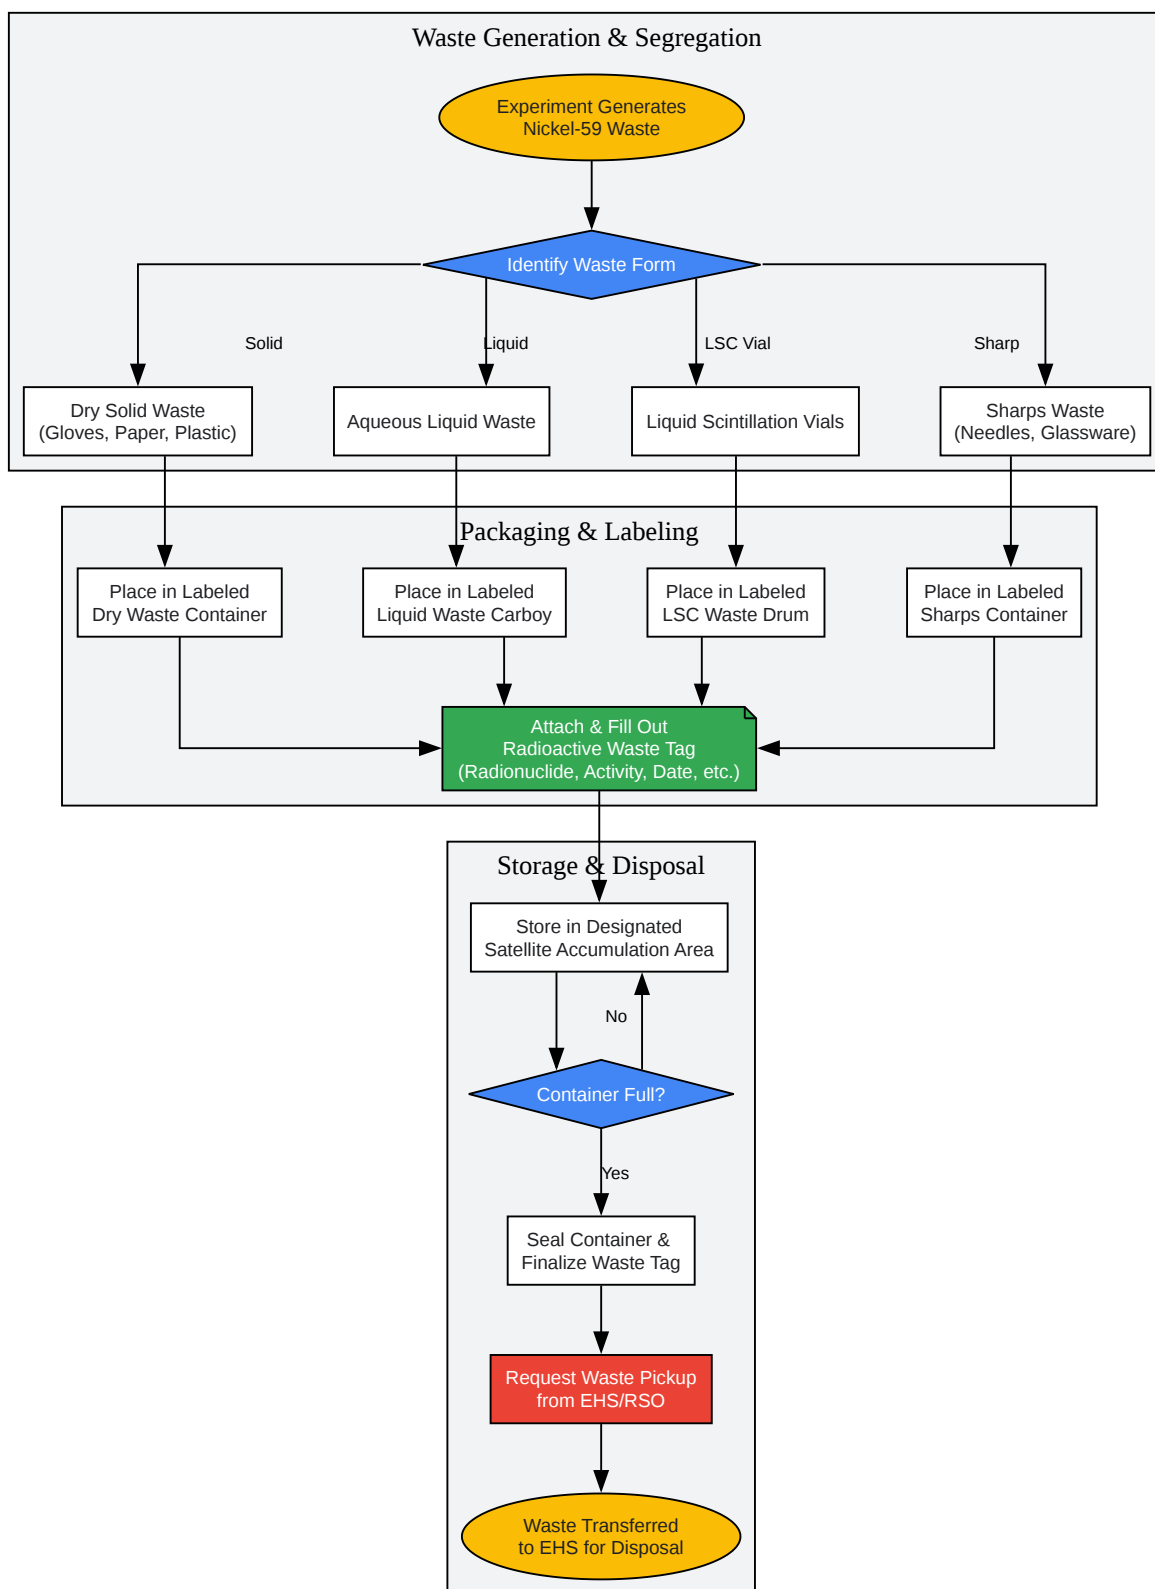 Waste Generation & Segregation
Experiment Generates
Nickel-59 Waste
Identify Waste Form
Solid
Liquid
LSC Vial
Sharp
Dry Solid Waste
(Gloves, Paper, Plastic)
Aqueous Liquid Waste
Liquid Scintillation Vials
Sharps Waste
(Needles, Glassware)
Packaging & Labeling
Place in Labeled
Dry Waste Container
Place in Labeled
Liquid Waste Carboy
Place in Labeled
LSC Waste Drum
Place in Labeled
Sharps Container
Attach & Fill Out
Radioactive Waste Tag
(Radionuclide, Activity, Date, etc.)
Storage & Disposal
Store in Designated
Satellite Accumulation Area
No
Container Full?
Yes
Seal Container &
Finalize Waste Tag
Request Waste Pickup
from EHS/RSO
Waste Transferred
to EHS for Disposal